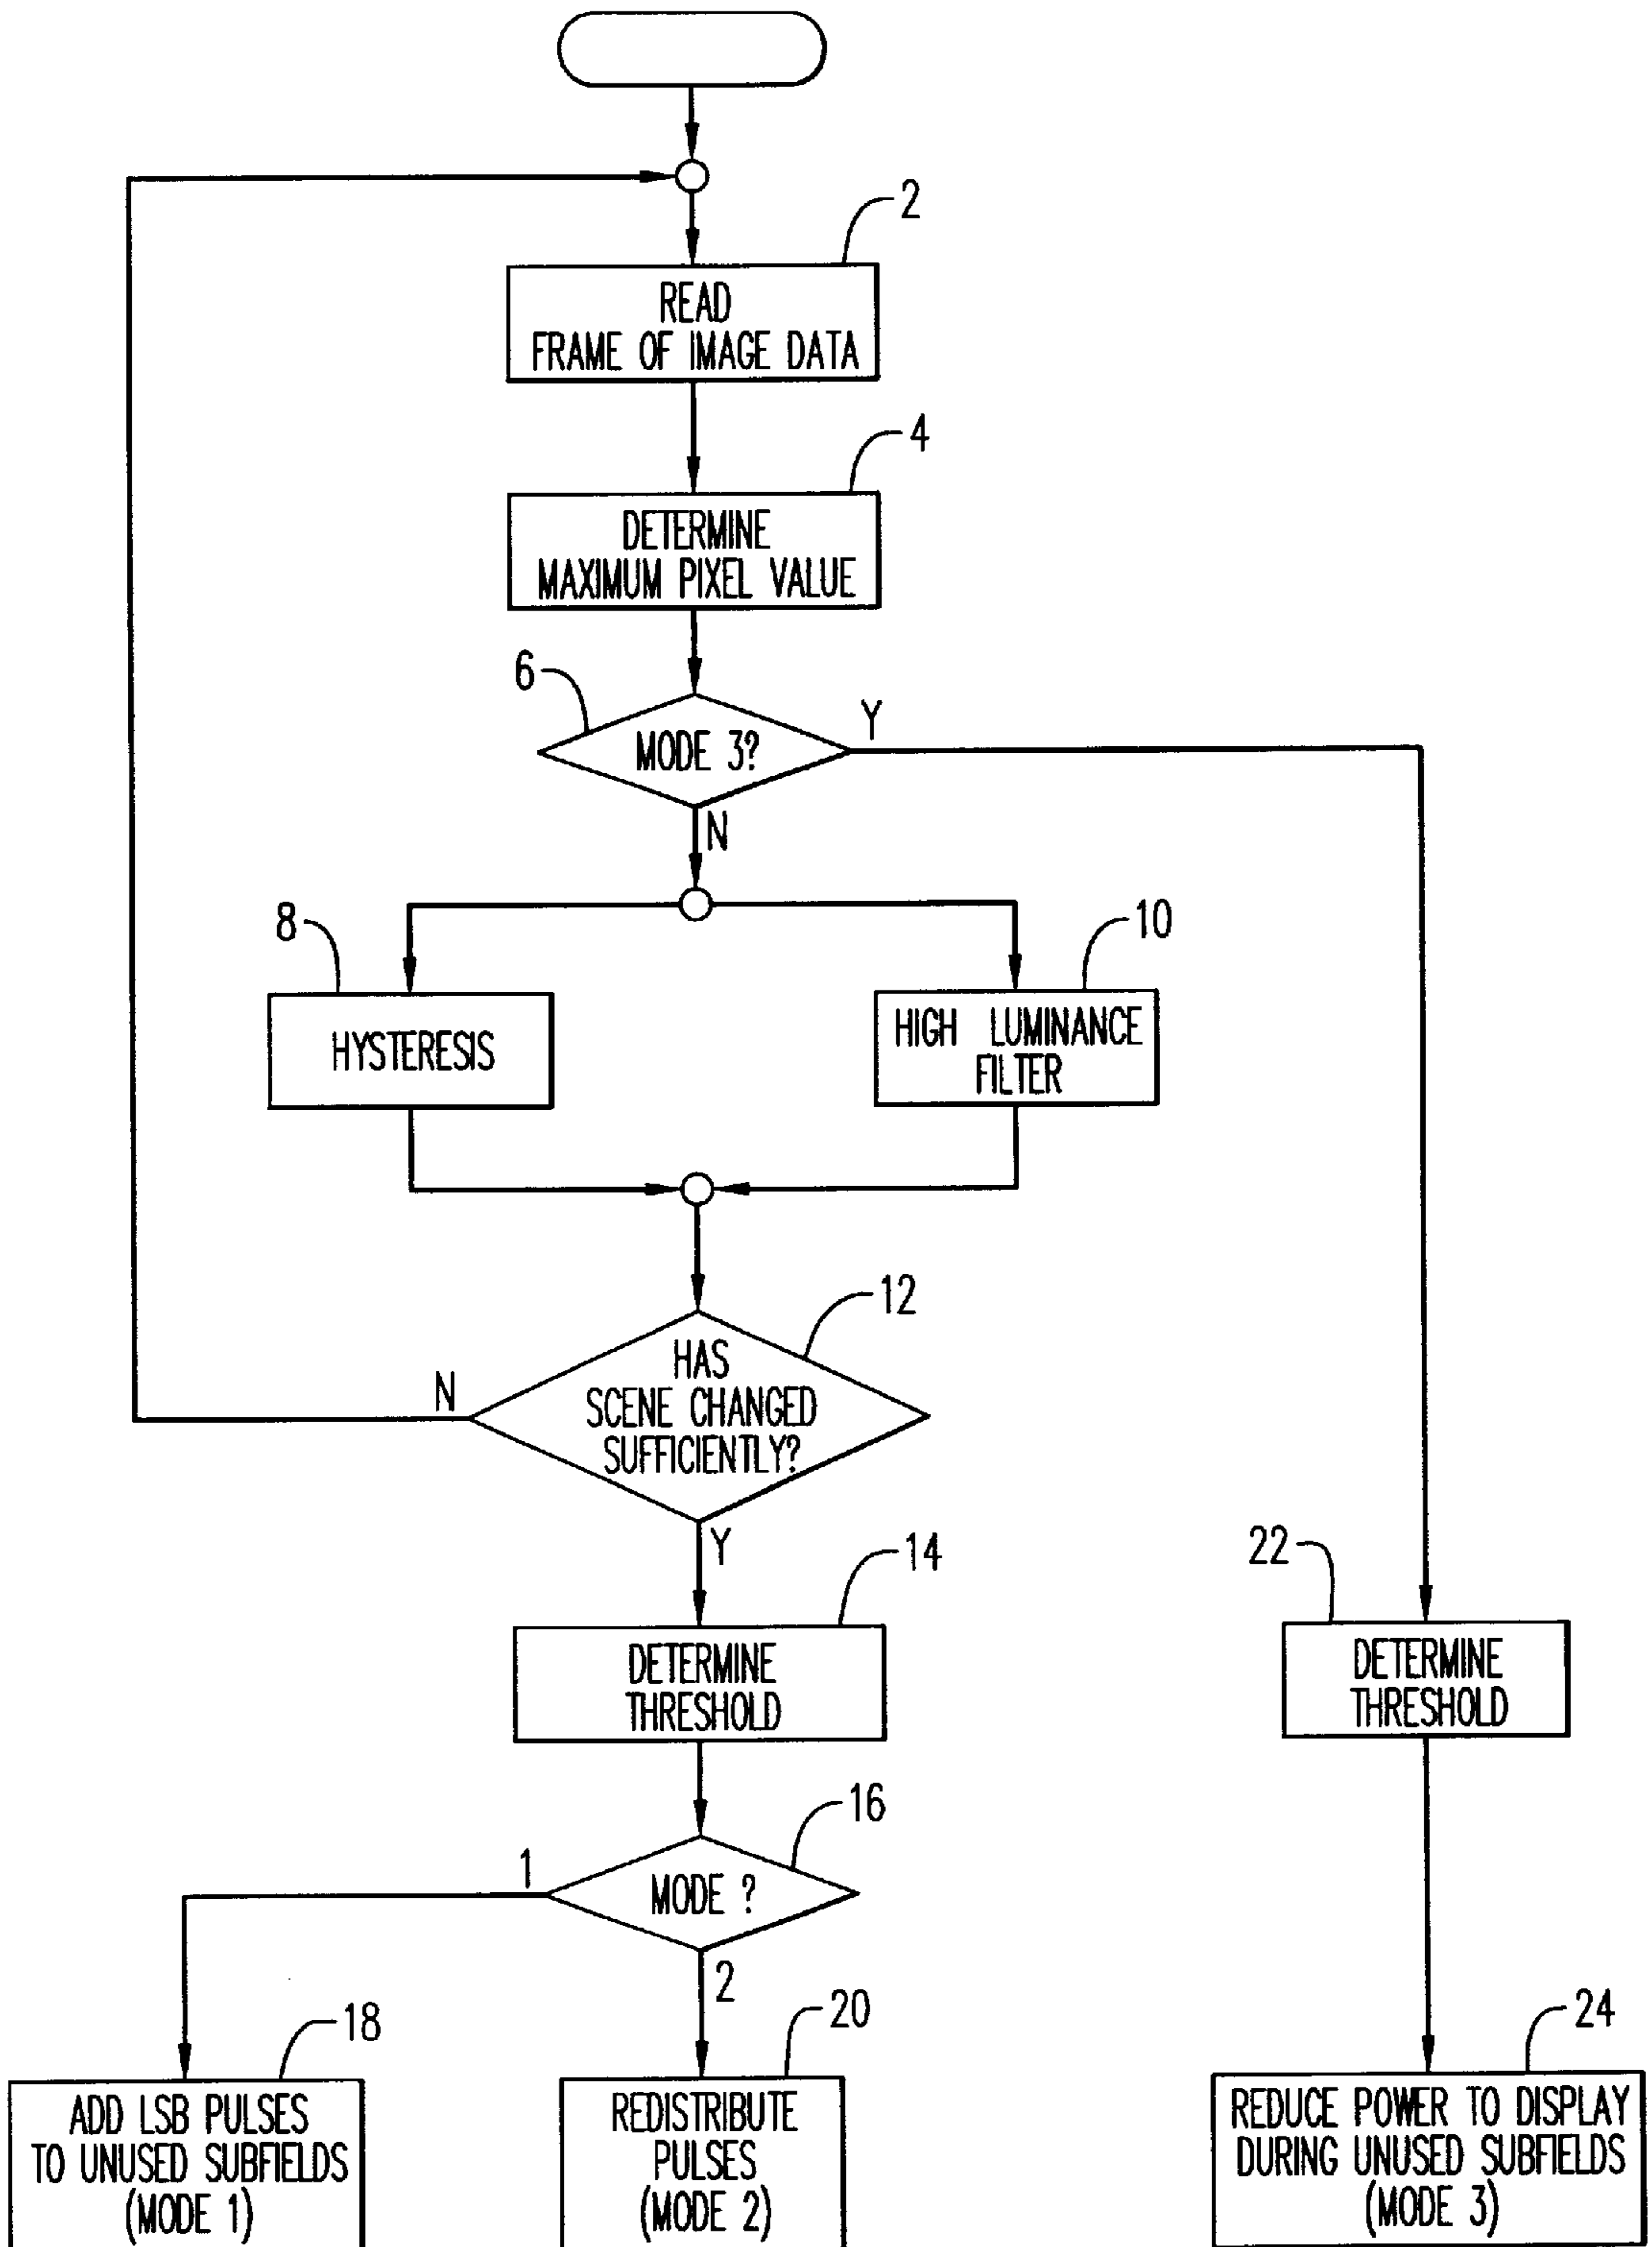 2
READ
FRAME OF IMAGE DATA
4
DETERMINE
MAXIMUM PIXEL VALUE
6
MODE 3?
Y
N
8
HYSTERESIS
10
HIGH LUMINANCE
FILTER
12
HAS
SCENE CHANGED
SUFFICIENTLY?
N
Y
14
DETERMINE
THRESHOLD
22
DETERMINE
THRESHOLD
16
MODE ?
1
2
18
ADD LSB PULSES
TO UNUSED SUBFIELDS
(MODE 1)
20
REDISTRIBUTE
PULSES
(MODE 2)
24
REDUCE POWER TO DISPLAY
DURING UNUSED SUBFIELDS
(MODE 3)